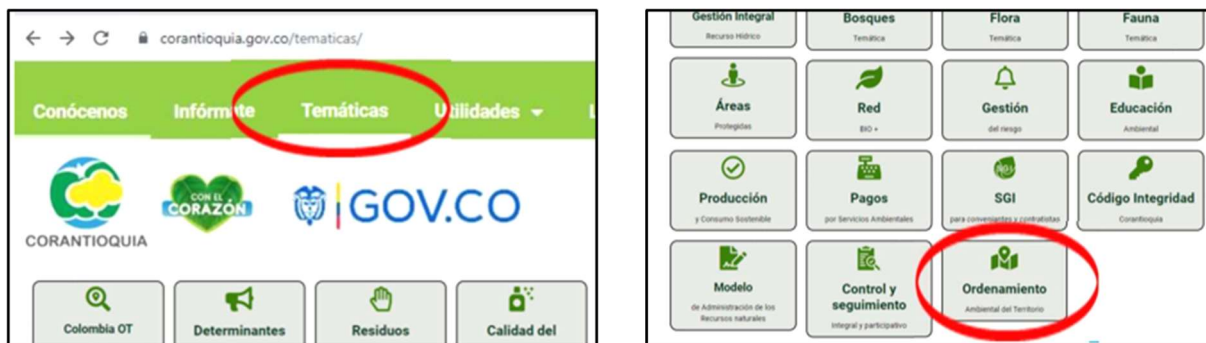 corantioquia.gov.co/tematicas/
Conócenos Infórmate Temáticas Utilidades
CON EL
CORAZÓN
GOV.CO
CORANTIOQUIA
Colombia OT Determinantes Residuos Calidad del
Gestión Integral Bosques Flora Fauna
Recurso Hídrico Temática Temática Temática
Áreas Red Gestión Educación
Protegidas BIO + del riesgo Ambiental
Producción Pagos SGI Código Integridad
y Consumo Sostenible por Servicios Ambientales para convenientes y contratistas Corantioquia
Modelo Control y Ordenamiento
seguimiento
de Administración de los Ambiental del Territorio
Recursos naturales Integral y participativo